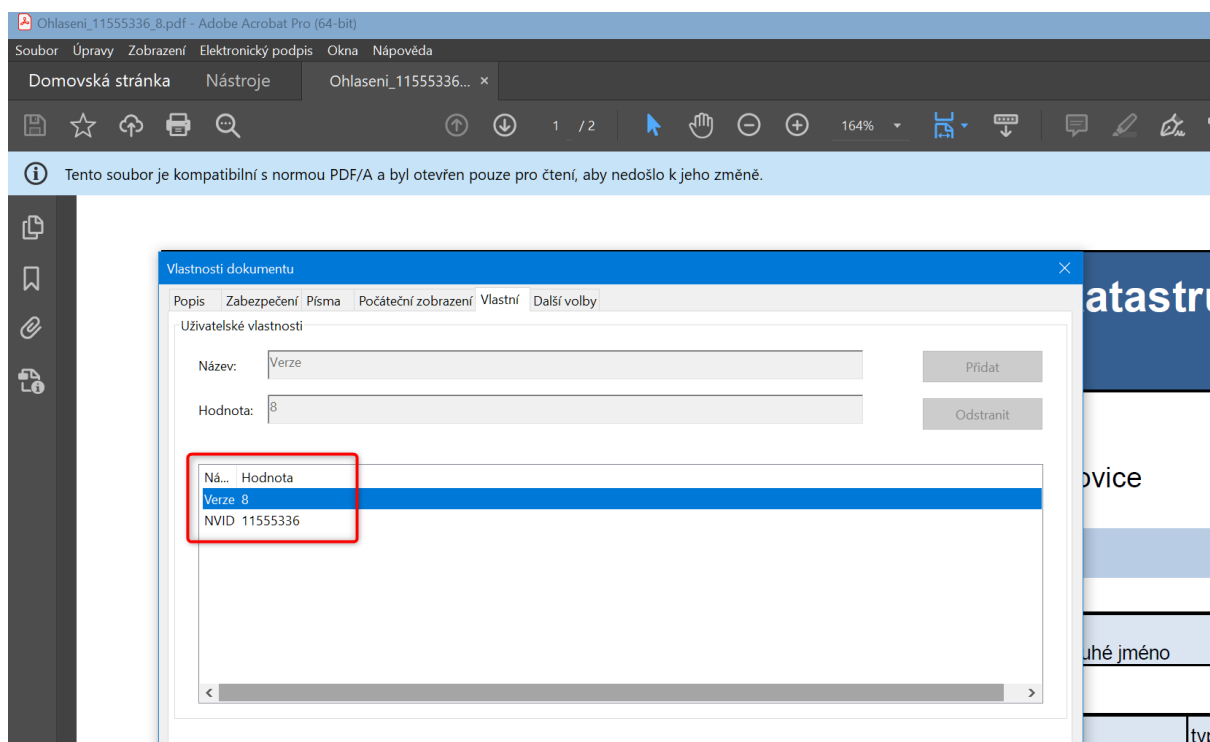 Ohlaseni_11555336_8.pdf - Adobe Acrobat Pro (64-bit)
Soubor Úpravy Zobrazení Elektronický podpis Okna Nápověda
Domovská stránka Nástroje Ohlaseni_11555336... ×
1 / 2 164%
Tento soubor je kompatibilní s normou PDF/A a byl otevřen pouze pro čtení, aby nedošlo k jeho změně.
Vlastnosti dokumentu
Popis Zabezpečení Písma Počáteční zobrazení Vlastní Další volby
atastru
Uživatelské vlastnosti
Název: Verze Přidat
Hodnota: 8 Odstranit
Ná... Hodnota
ovice
Verze 8
NVID 11555336
uhé jméno
typ